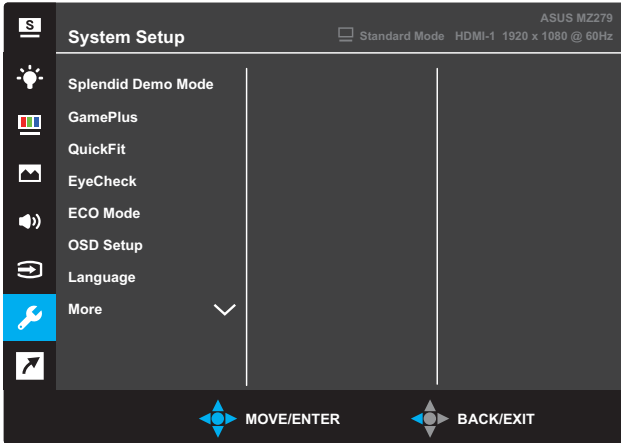 S
ASUS MZ279
System Setup
Standard Mode HDMI-1 1920 x 1080 @ 60Hz
Splendid Demo Mode
GamePlus
QuickFit
EyeCheck
ECO Mode
OSD Setup
Language
More
MOVE/ENTER
BACK/EXIT